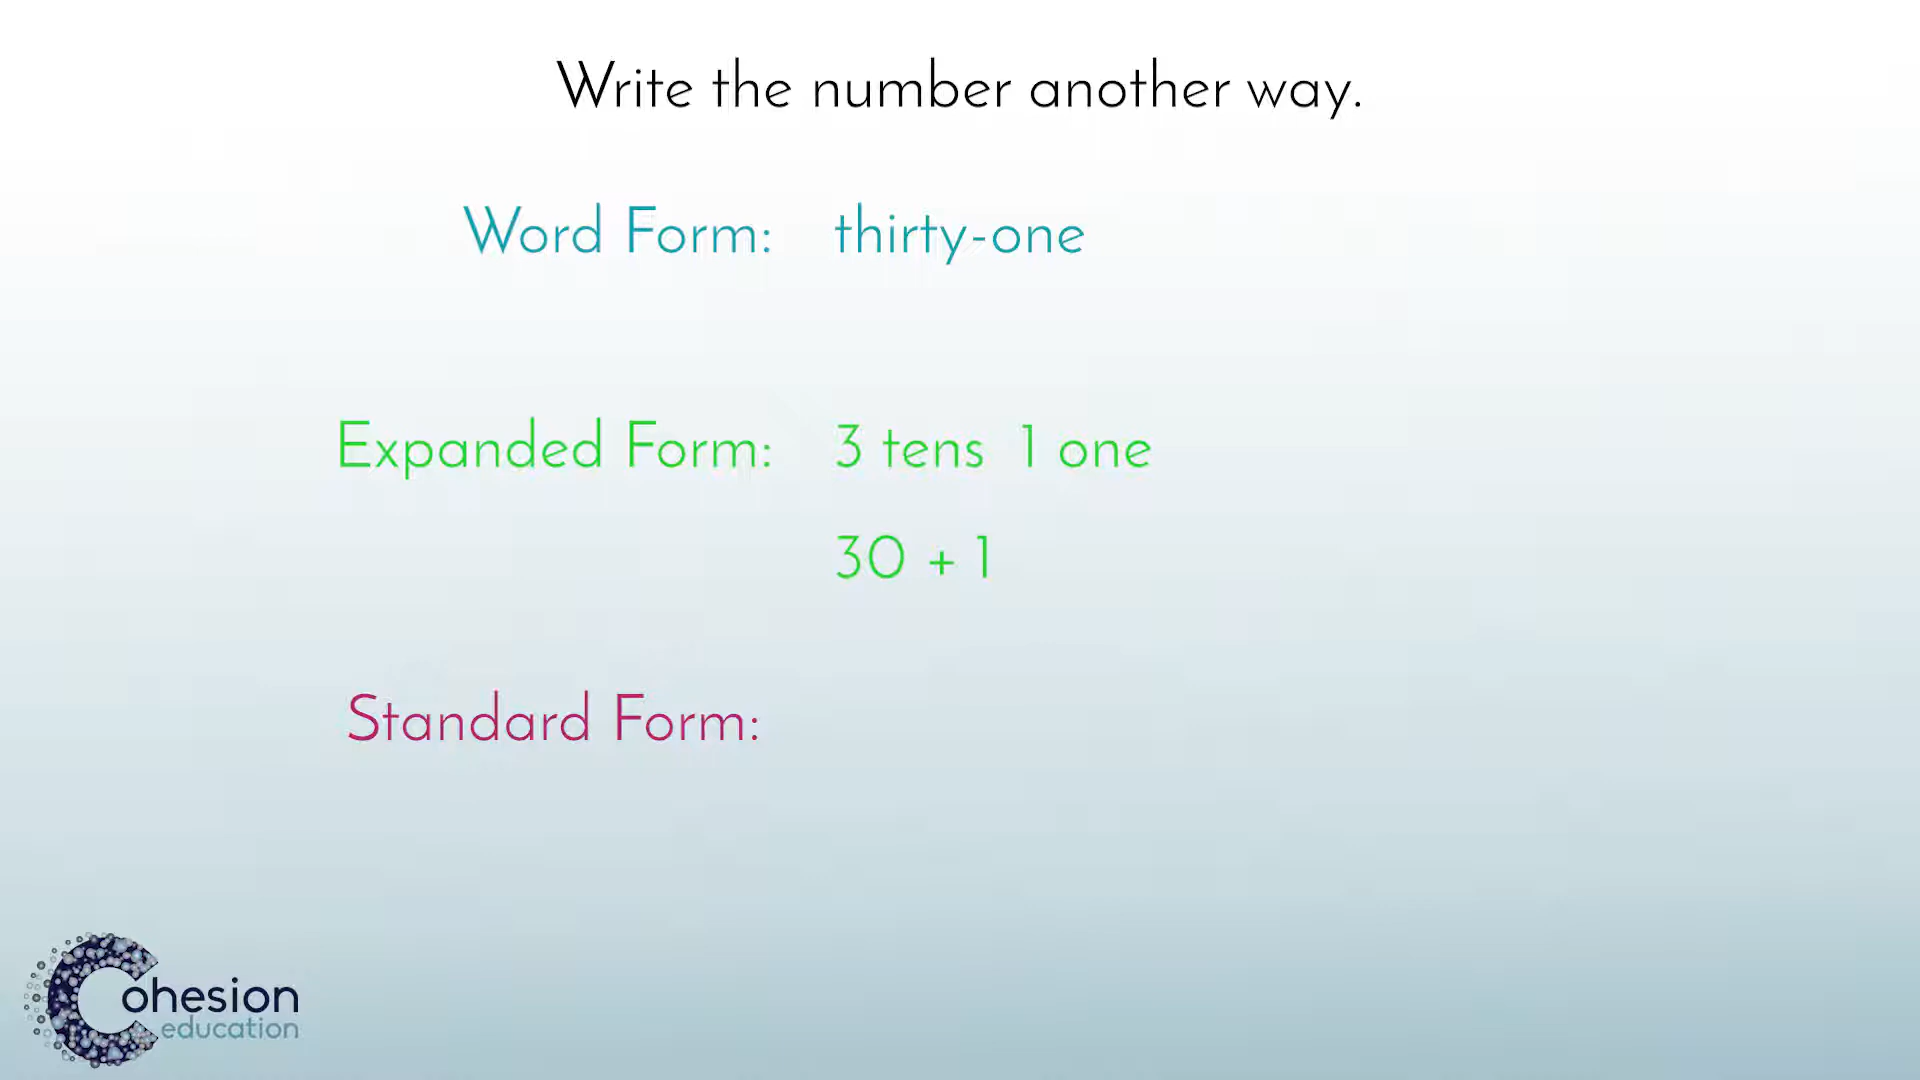 Write the number another way.
Word Form: thirty-one
Expanded Form: 3 tens 1 one
30 + 1
Standard Form:
Cohesion
education